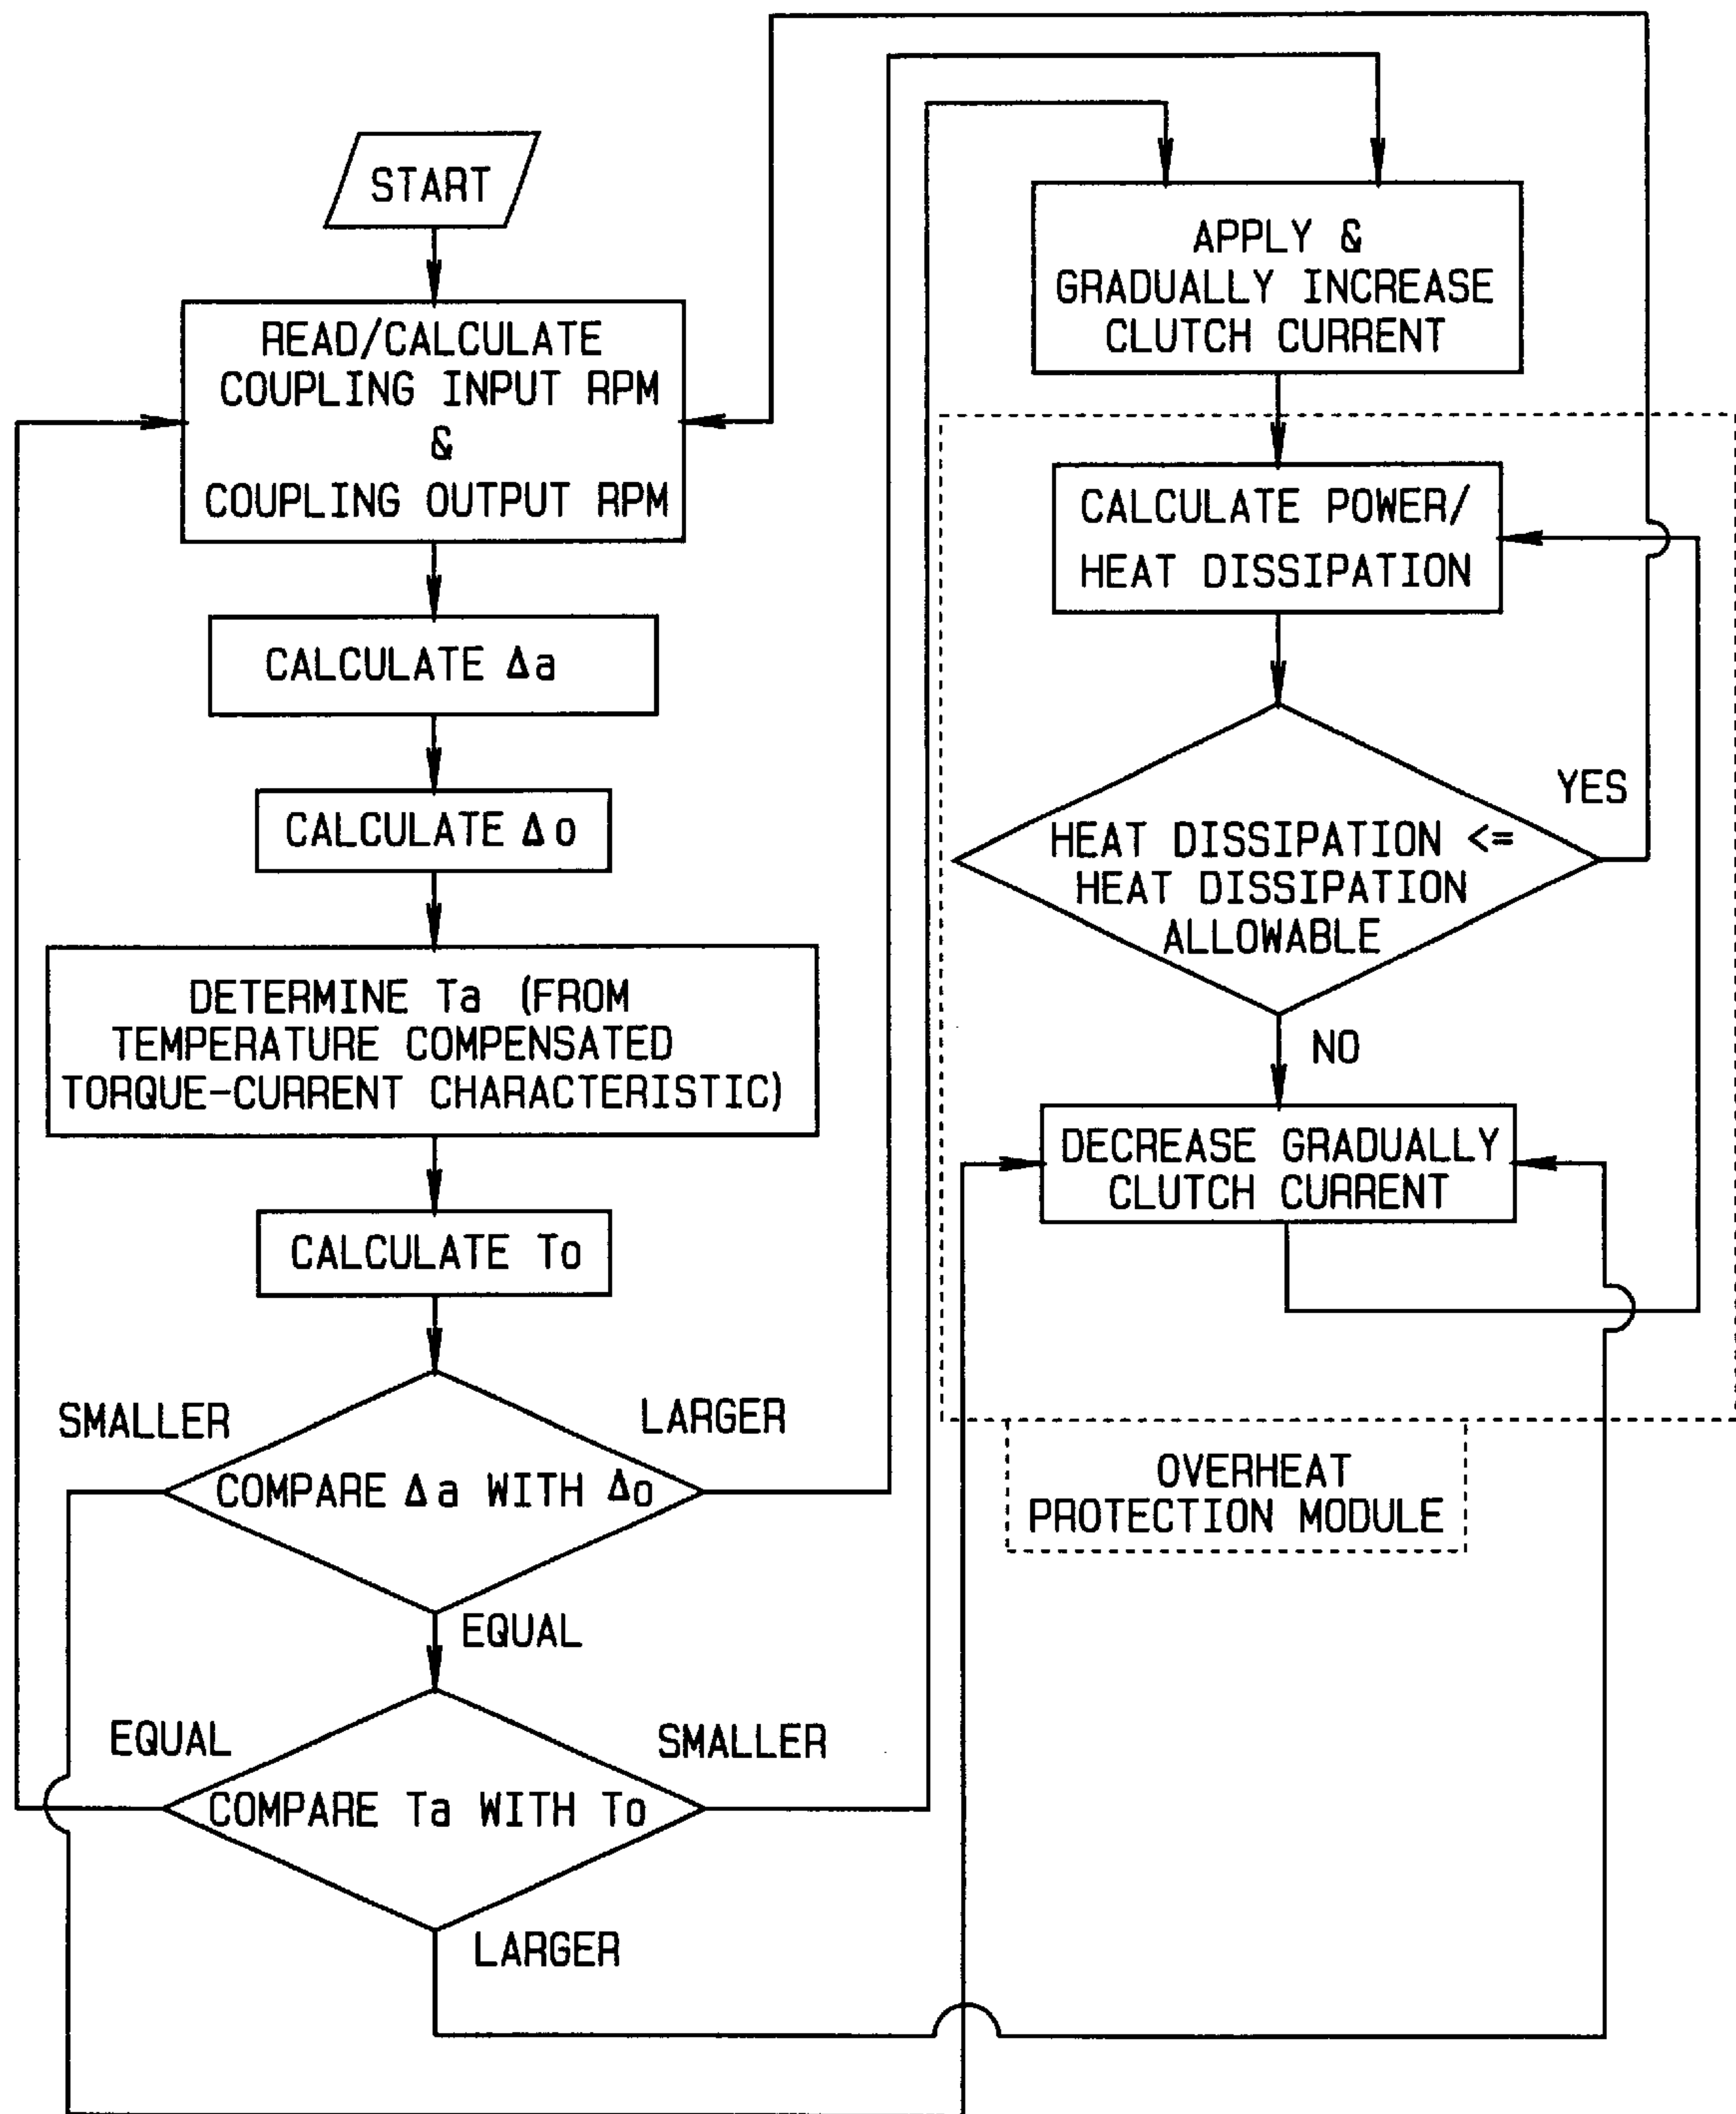 START
READ/CALCULATE
COUPLING INPUT RPM
&
COUPLING OUTPUT RPM
CALCULATE Δa
CALCULATE Δo
DETERMINE Ta (FROM
TEMPERATURE COMPENSATED
TORQUE-CURRENT CHARACTERISTIC)
CALCULATE To
SMALLER
LARGER
COMPARE Δa WITH Δo
EQUAL
EQUAL
SMALLER
COMPARE Ta WITH To
LARGER
APPLY &
GRADUALLY INCREASE
CLUTCH CURRENT
CALCULATE POWER/
HEAT DISSIPATION
YES
HEAT DISSIPATION <=
HEAT DISSIPATION
ALLOWABLE
NO
DECREASE GRADUALLY
CLUTCH CURRENT
OVERHEAT
PROTECTION MODULE